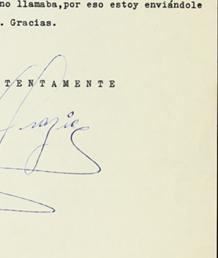 no llamaba,por eso estoy enviándole
. Gracias.
TENTAMENTE